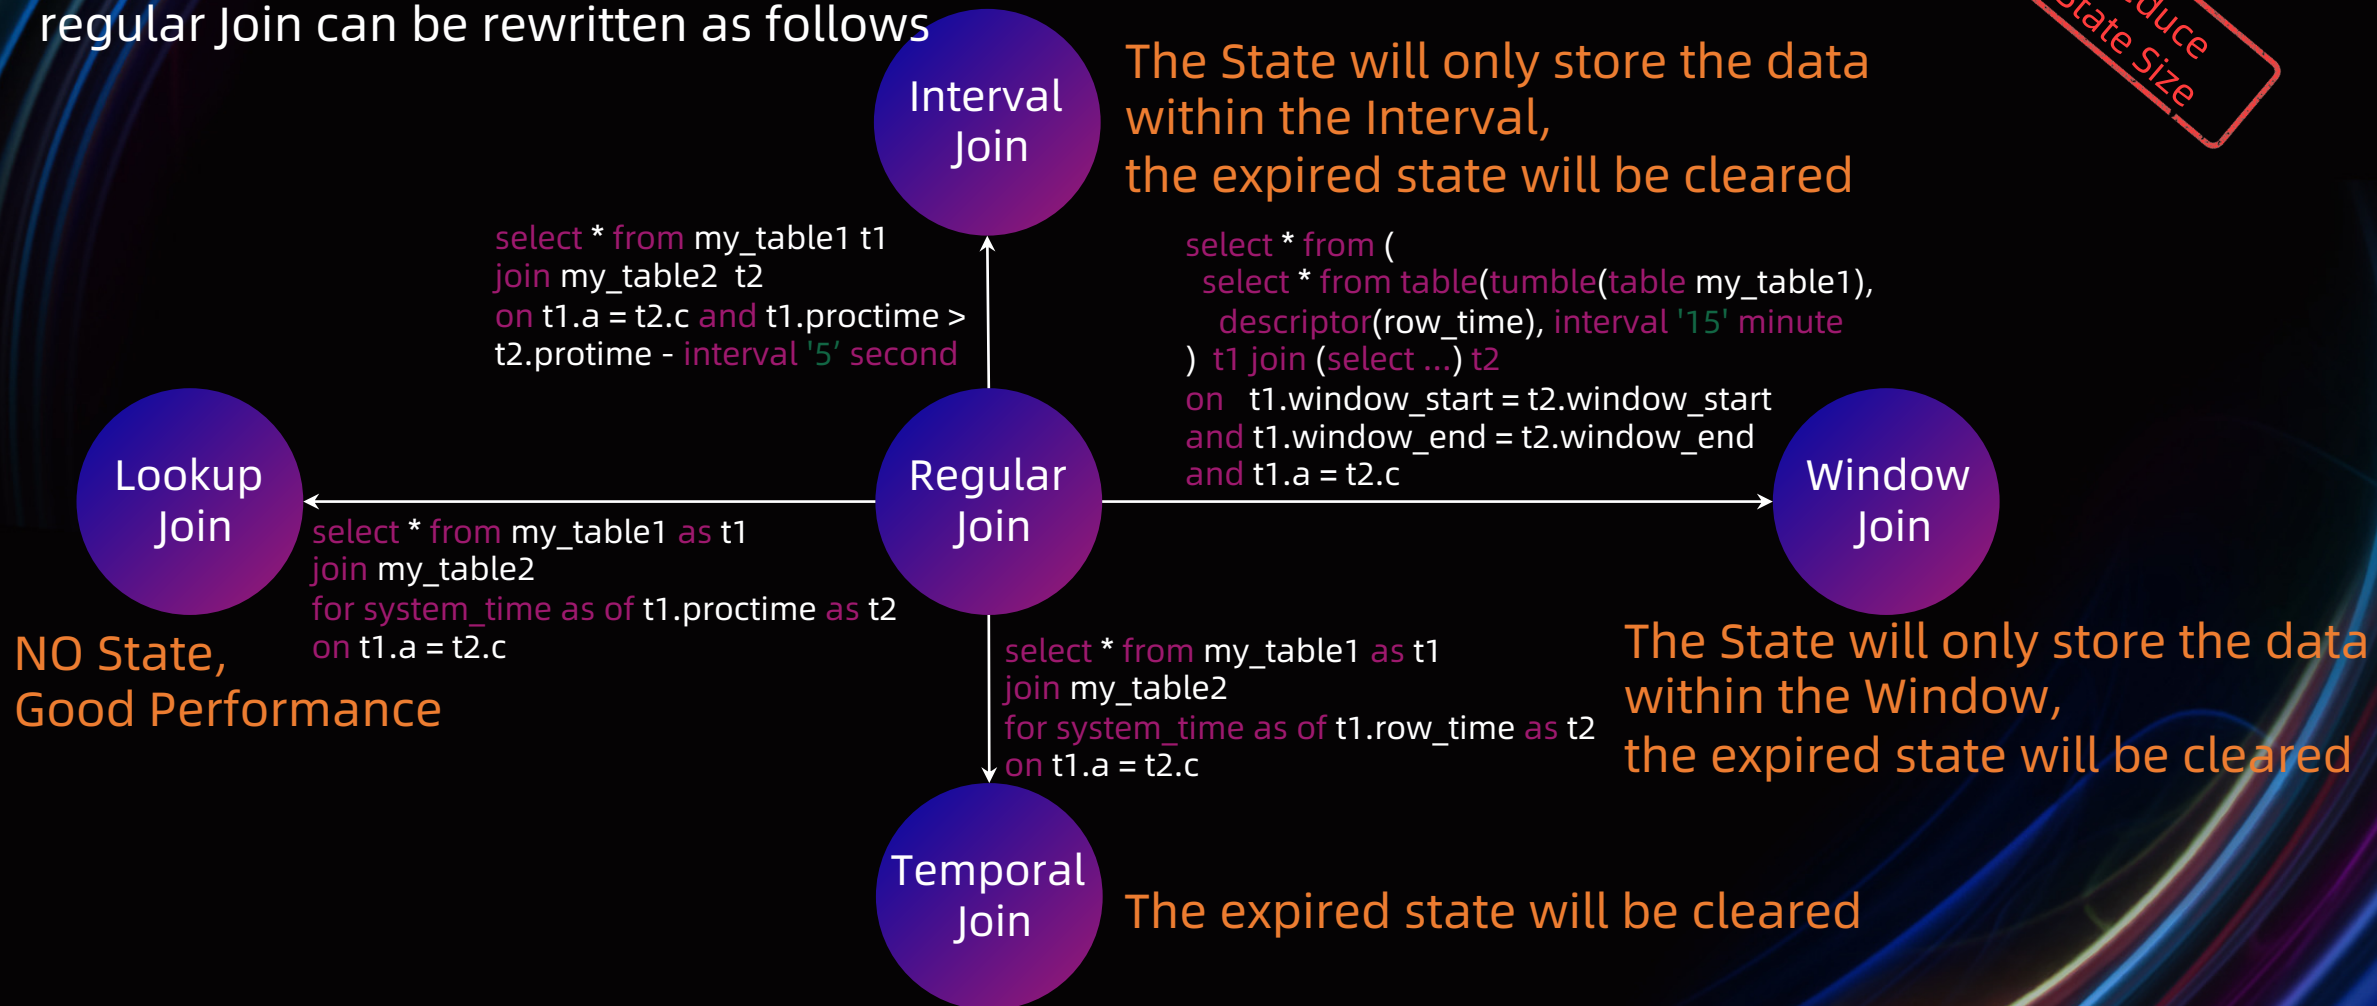 regular Join can be rewritten as follows
State Size
Interval
Join
The State will only store the data
within the Interval,
the expired state will be cleared
select * from my_table1 t1
join my_table2  t2
on t1.a = t2.c and t1.proctime >
t2.protime - interval '5’ second
select * from (
select * from table(tumble(table my_table1),
descriptor(row_time), interval '15' minute
)  t1 join (select ...) t2
on   t1.window_start = t2.window_start
and t1.window_end = t2.window_end
and t1.a = t2.c
Lookup
Join
Regular
Join
Window
Join
select * from my_table1 as t1
join my_table2
for system_time as of t1.proctime as t2
on t1.a = t2.c
NO State,
Good Performance
select * from my_table1 as t1
join my_table2
for system_time as of t1.row_time as t2
on t1.a = t2.c
The State will only store the data
within the Window,
the expired state will be cleared
Temporal
Join
The expired state will be cleared